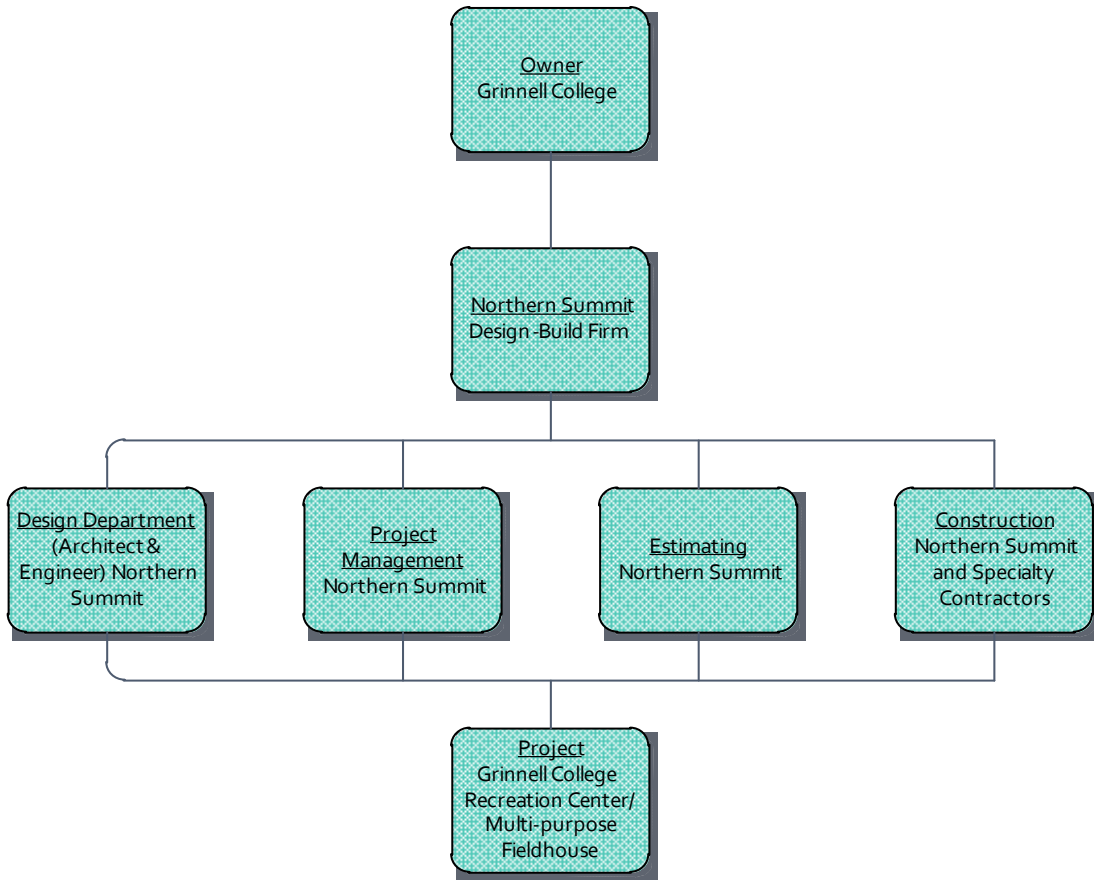 Owner
Grinnell College
Northern Summit
Design-Build Firm
Design Department
(Architect &
Engineer) Northern
Summit
Project
Management
Northern Summit
Estimating
Northern Summit
Construction
Northern Summit
and Specialty
Contractors
Project
Grinnell College
Recreation Center/
Multi-purpose
Fieldhouse